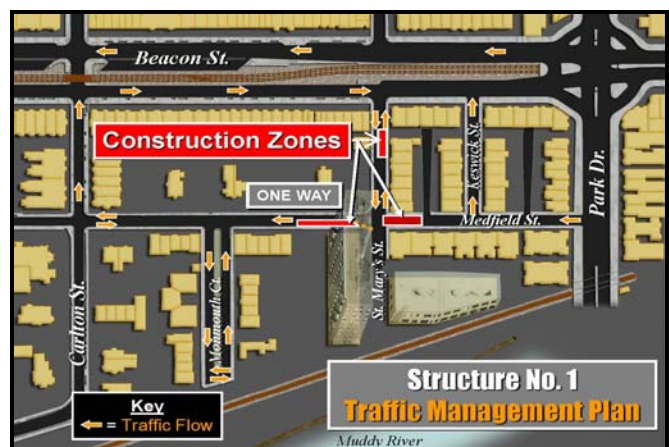 Beacon St.
Construction Zones
Keswick St.
Park Dr.
ONE WAY
Medfield St.
St. Mary's St.
Carlton St.
Monmouth Ct.
Structure No. 1
Traffic Management Plan
Key
= Traffic Flow
Muddy River